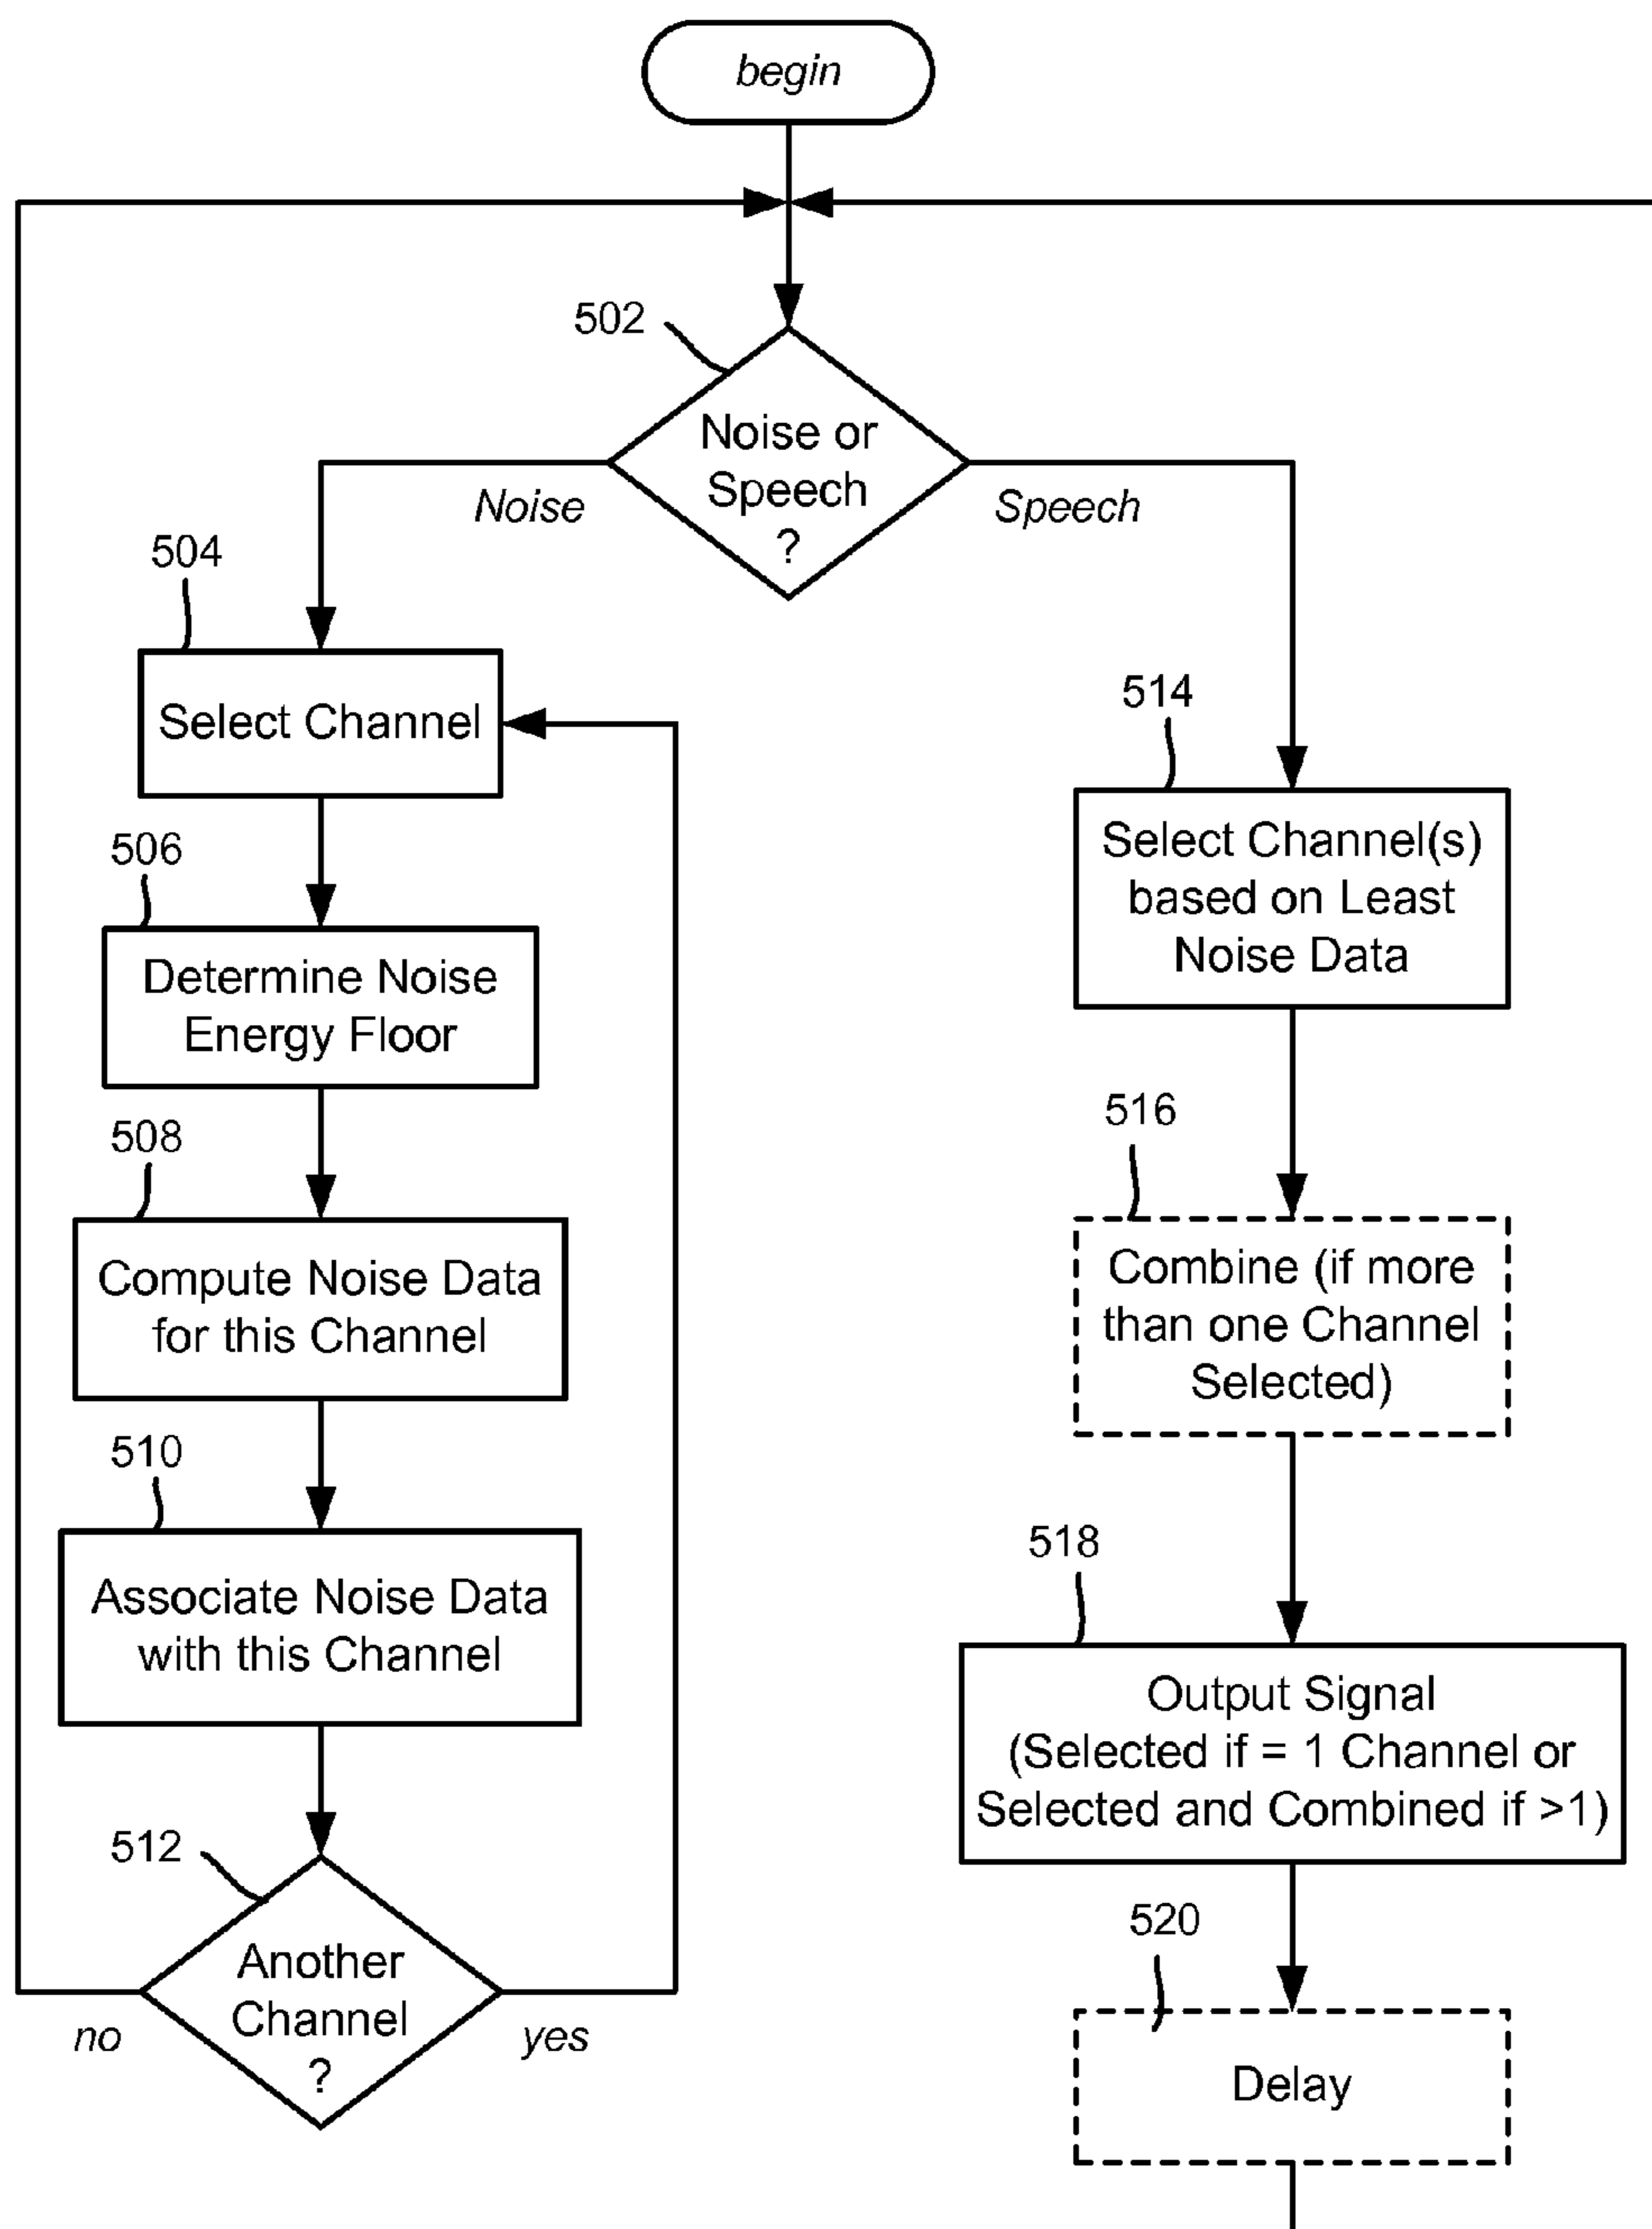 begin
502
Noise or
Speech
?
Noise
Speech
504
Select Channel
506
Determine Noise
Energy Floor
508
Compute Noise Data
for this Channel
510
Associate Noise Data
with this Channel
512
Another
Channel
?
no
yes
514
Select Channel(s)
based on Least
Noise Data
516
Combine (if more
than one Channel
Selected)
518
Output Signal
(Selected if = 1 Channel or
Selected and Combined if >1)
520
Delay